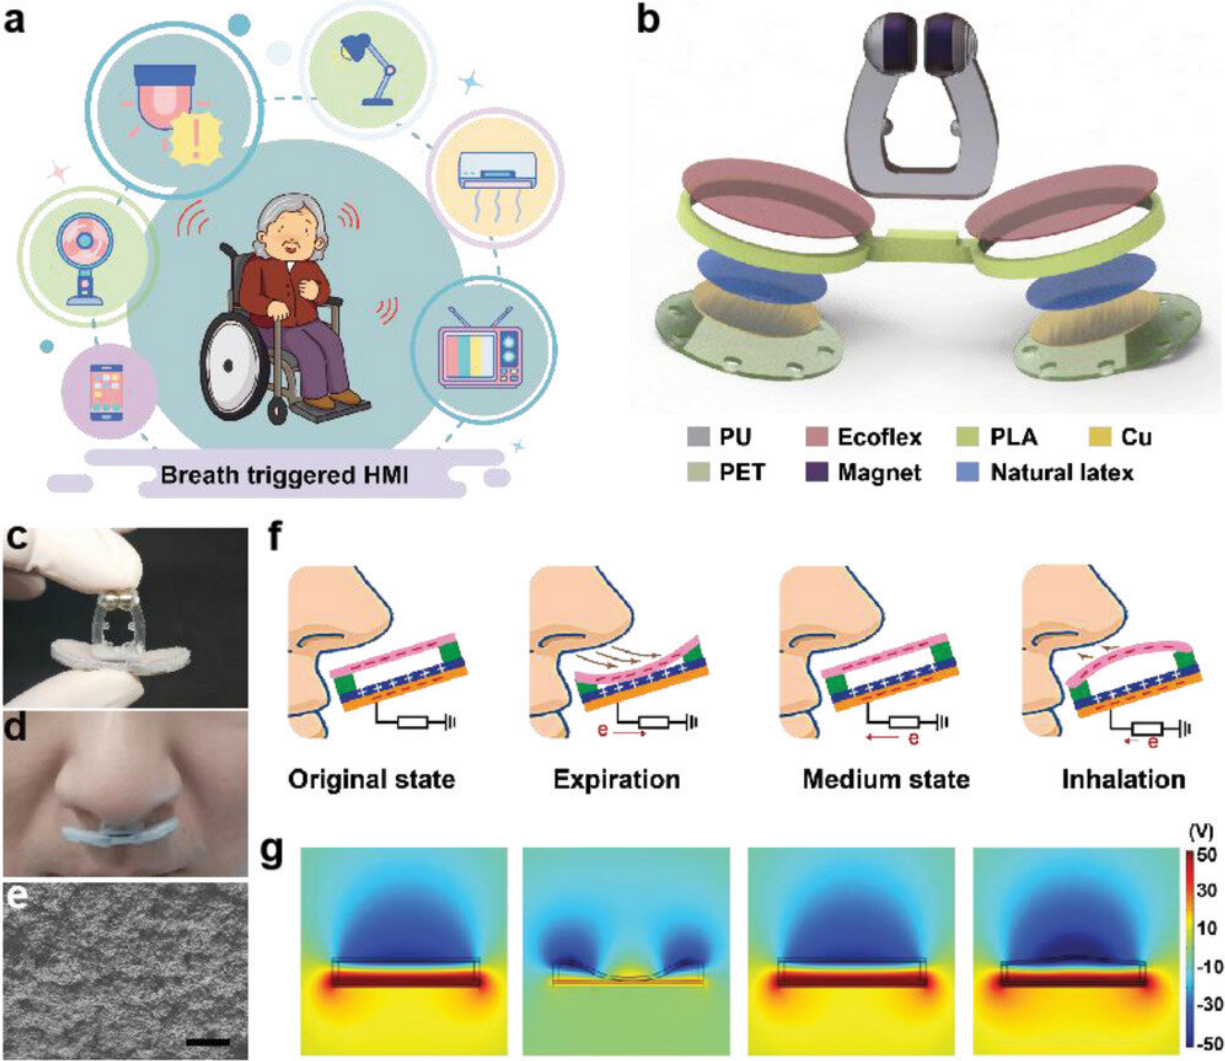 a
!
Breath triggered HMI
b
PU Ecoflex PLA Cu
PET Magnet Natural latex
c
d
e
f
e
e
e
Original state Expiration Medium state Inhalation
g
(V)
50
30
10
-10
-30
-50